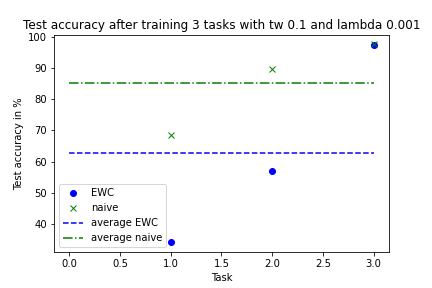 Test accuracy after training 3 tasks with tw 0.1 and lambda 0.001
100
90
80
70
60
50
40
Test accuracy in %
EWC
naive
average EWC
average naive
0.0 0.5 1.0 1.5 2.0 2.5 3.0
Task